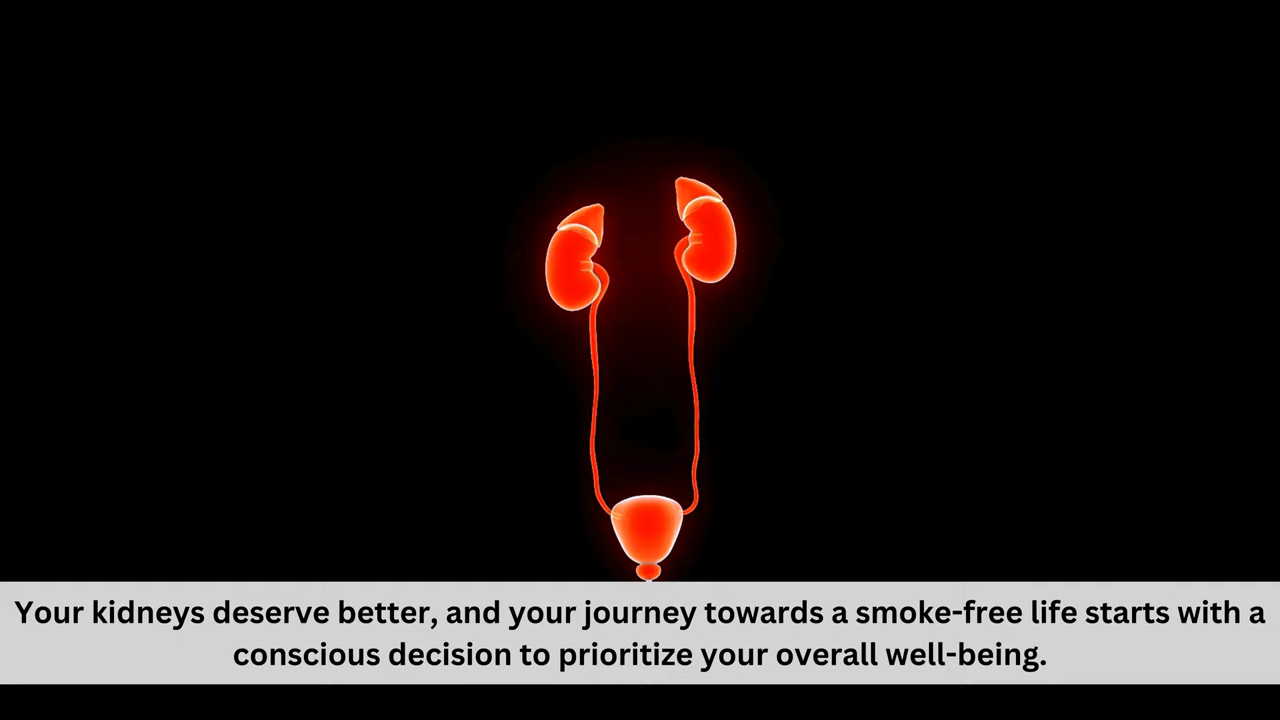 Your kidneys deserve better, and your journey towards a smoke-free life starts with a
conscious decision to prioritize your overall well-being.